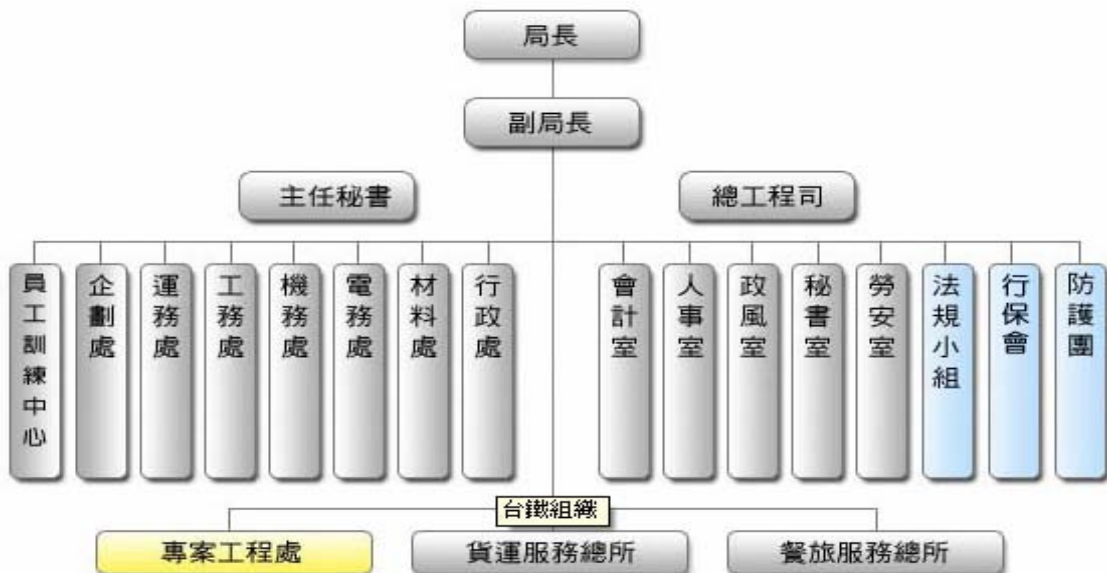 局長
副局長
主任秘書
總工程司
員工訓練中心
企劃處
運務處
工務處
機務處
電務處
材料處
行政處
會計室
人事室
政風室
秘書室
勞安室
法規小組
行保會
防護團
台鐵組織
專案工程處
貨運服務總所
餐旅服務總所